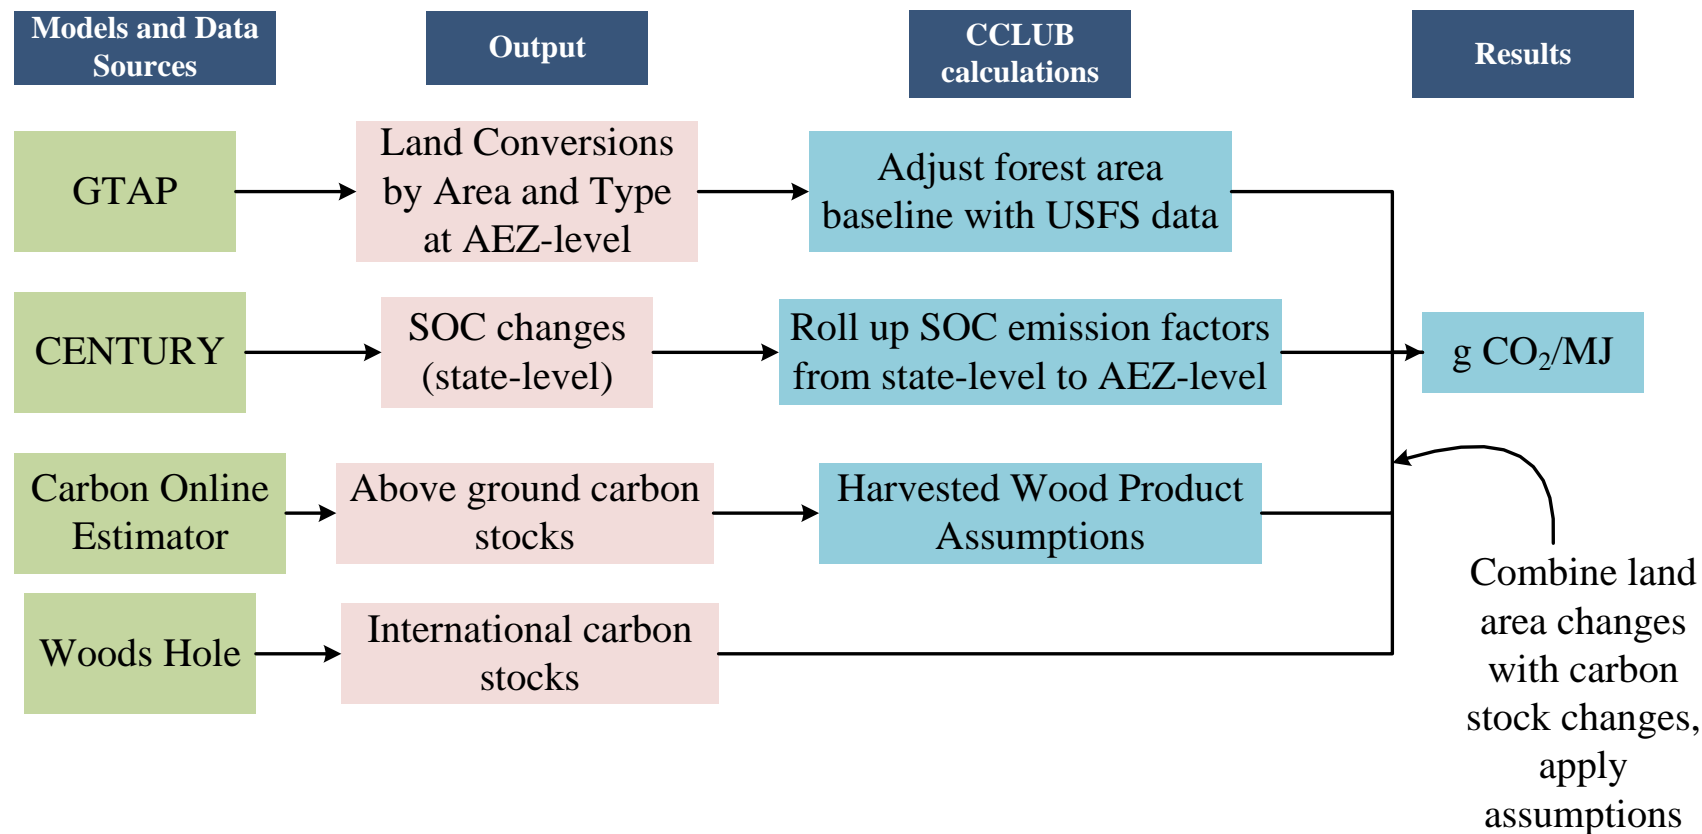 Models and Data
Sources
Output
CCLUB
calculations
Results
GTAP
Land Conversions
by Area and Type
at AEZ-level
Adjust forest area
baseline with USFS data
CENTURY
SOC changes
(state-level)
Roll up SOC emission factors
from state-level to AEZ-level
g CO₂/MJ
Carbon Online
Estimator
Above ground carbon
stocks
Harvested Wood Product
Assumptions
Woods Hole
International carbon
stocks
Combine land
area changes
with carbon
stock changes,
apply
assumptions